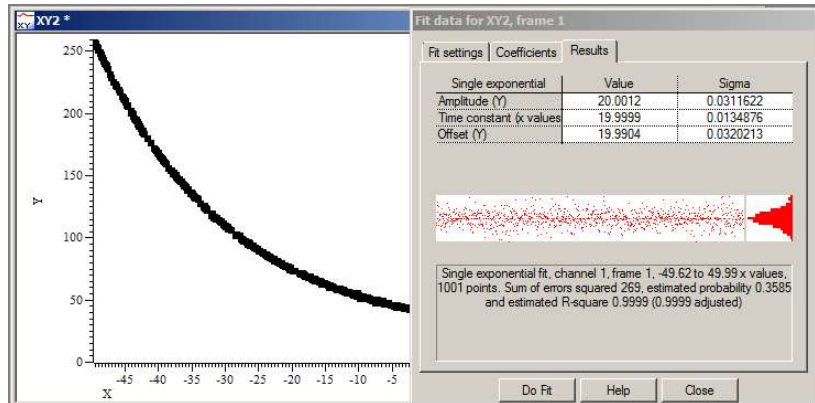 XY2 *
250
200
150
100
50
0
Y
-45 -40 -35 -30 -25 -20 -15 -10 -5
X
Fit data for XY2, frame 1
Fit settings Coefficients Results
Single exponential Value Sigma
Amplitude (Y) 20.0012 0.0311622
Time constant (x values 19.9999 0.0134876
Offset (Y) 19.9904 0.0320213
Single exponential fit, channel 1, frame 1, -49.62 to 49.99 x values,
1001 points. Sum of errors squared 269, estimated probability 0.3585
and estimated R-square 0.9999 (0.9999 adjusted)
Do Fit Help Close